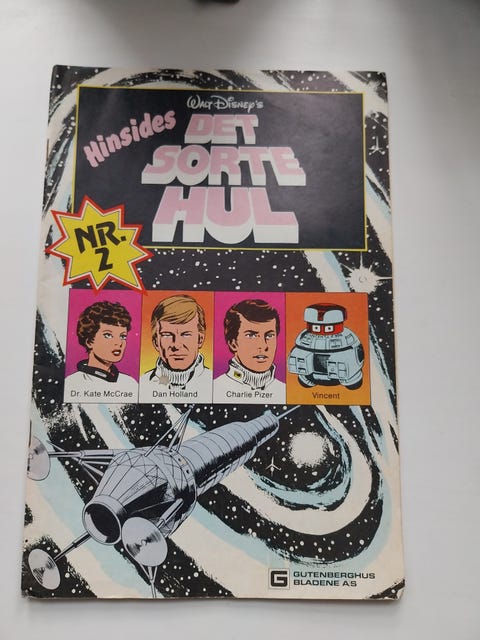 Walt Disney's
Hinsides
DET
SORTE
HUL
NR.
2
Dr. Kate McCrae
Dan Holland
Charlie Pizer
Vincent
G GUTENBERGHUS
BLADENE AS